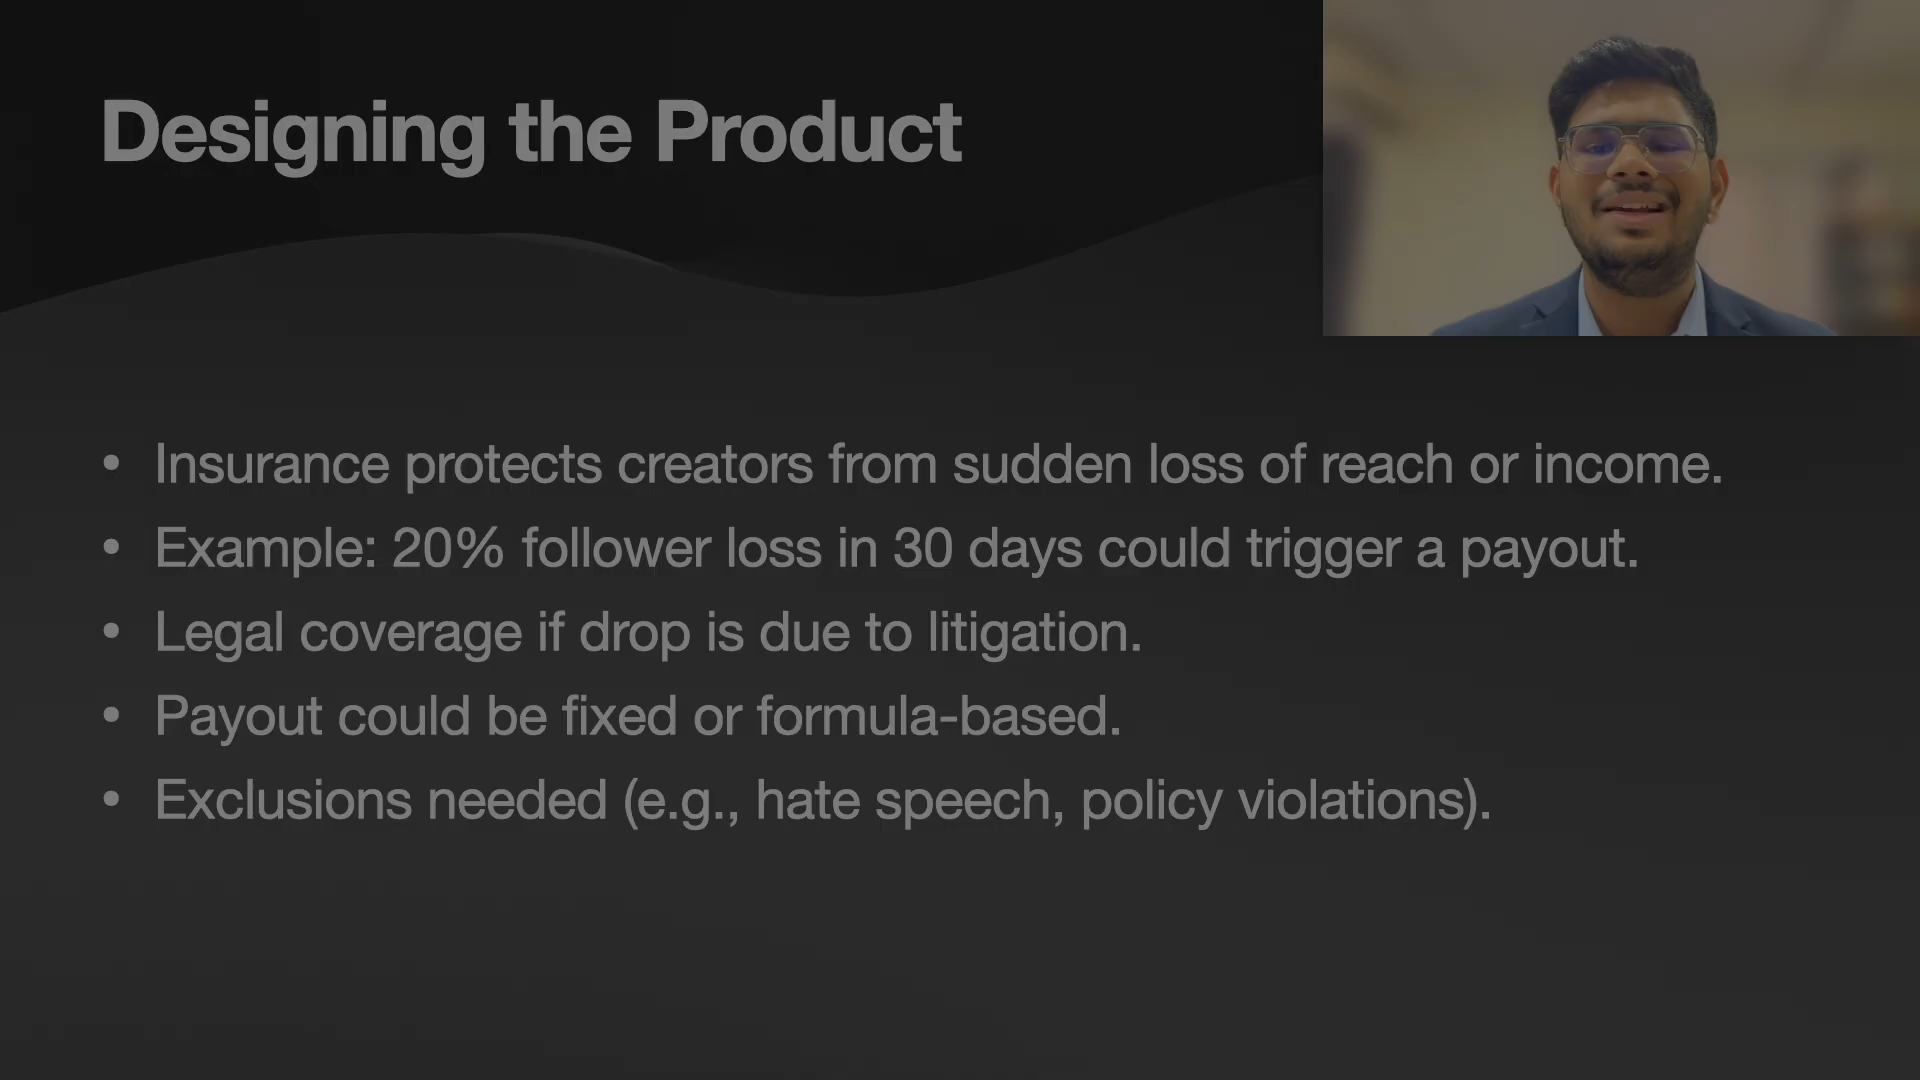 Designing the Product
• Insurance protects creators from sudden loss of reach or income.
• Example: 20% follower loss in 30 days could trigger a payout.
• Legal coverage if drop is due to litigation.
• Payout could be fixed or formula-based.
• Exclusions needed (e.g., hate speech, policy violations).